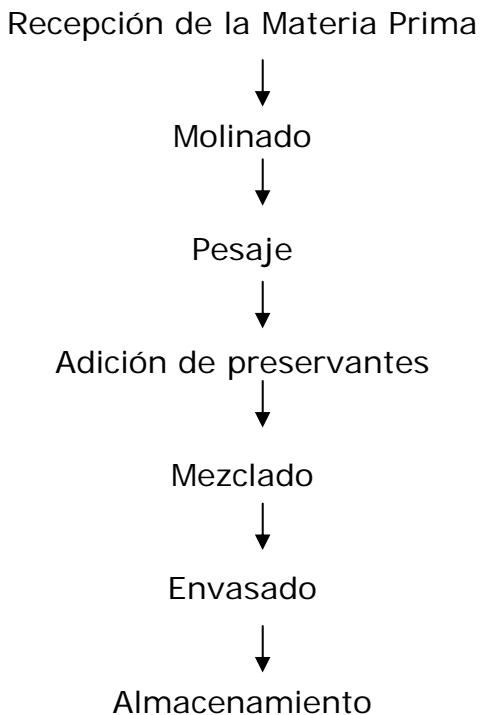 Recepción de la Materia Prima
Molinado
Pesaje
Adición de preservantes
Mezclado
Envasado
Almacenamiento